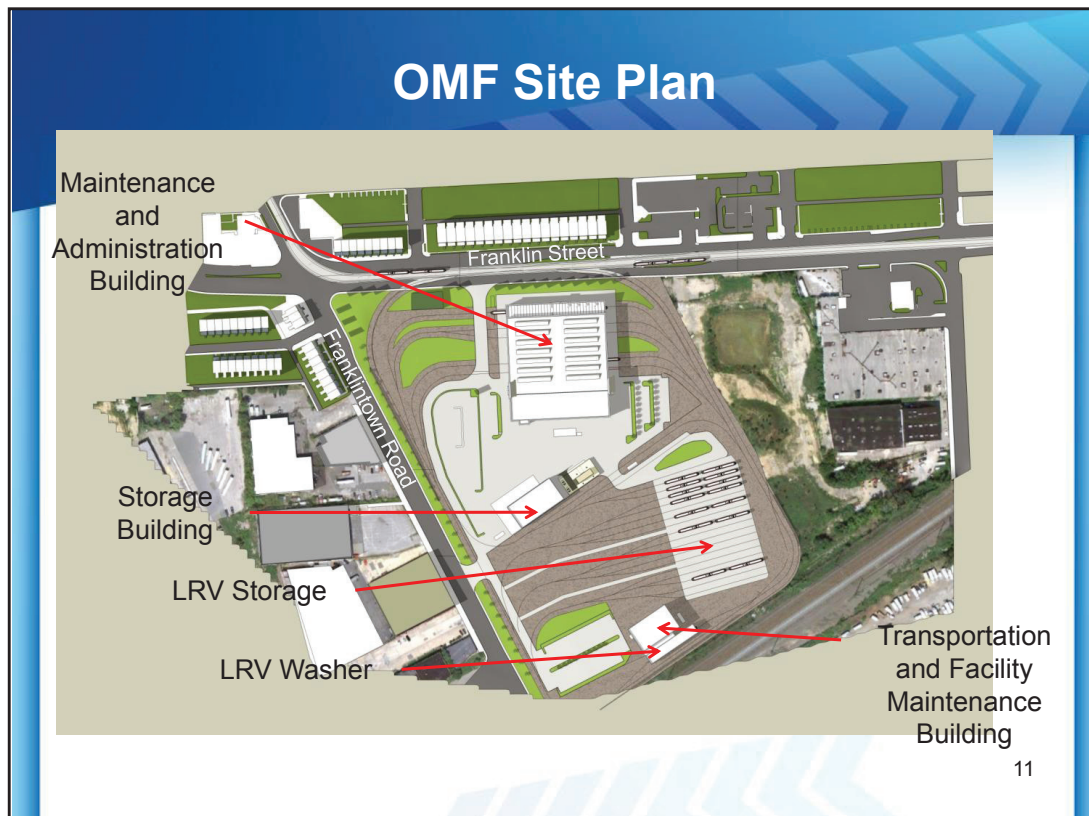 OMF Site Plan
Maintenance
and
Administration
Building
Franklin Street
Franklintown Road
Storage
Building
LRV Storage
LRV Washer
Transportation
and Facility
Maintenance
Building
11